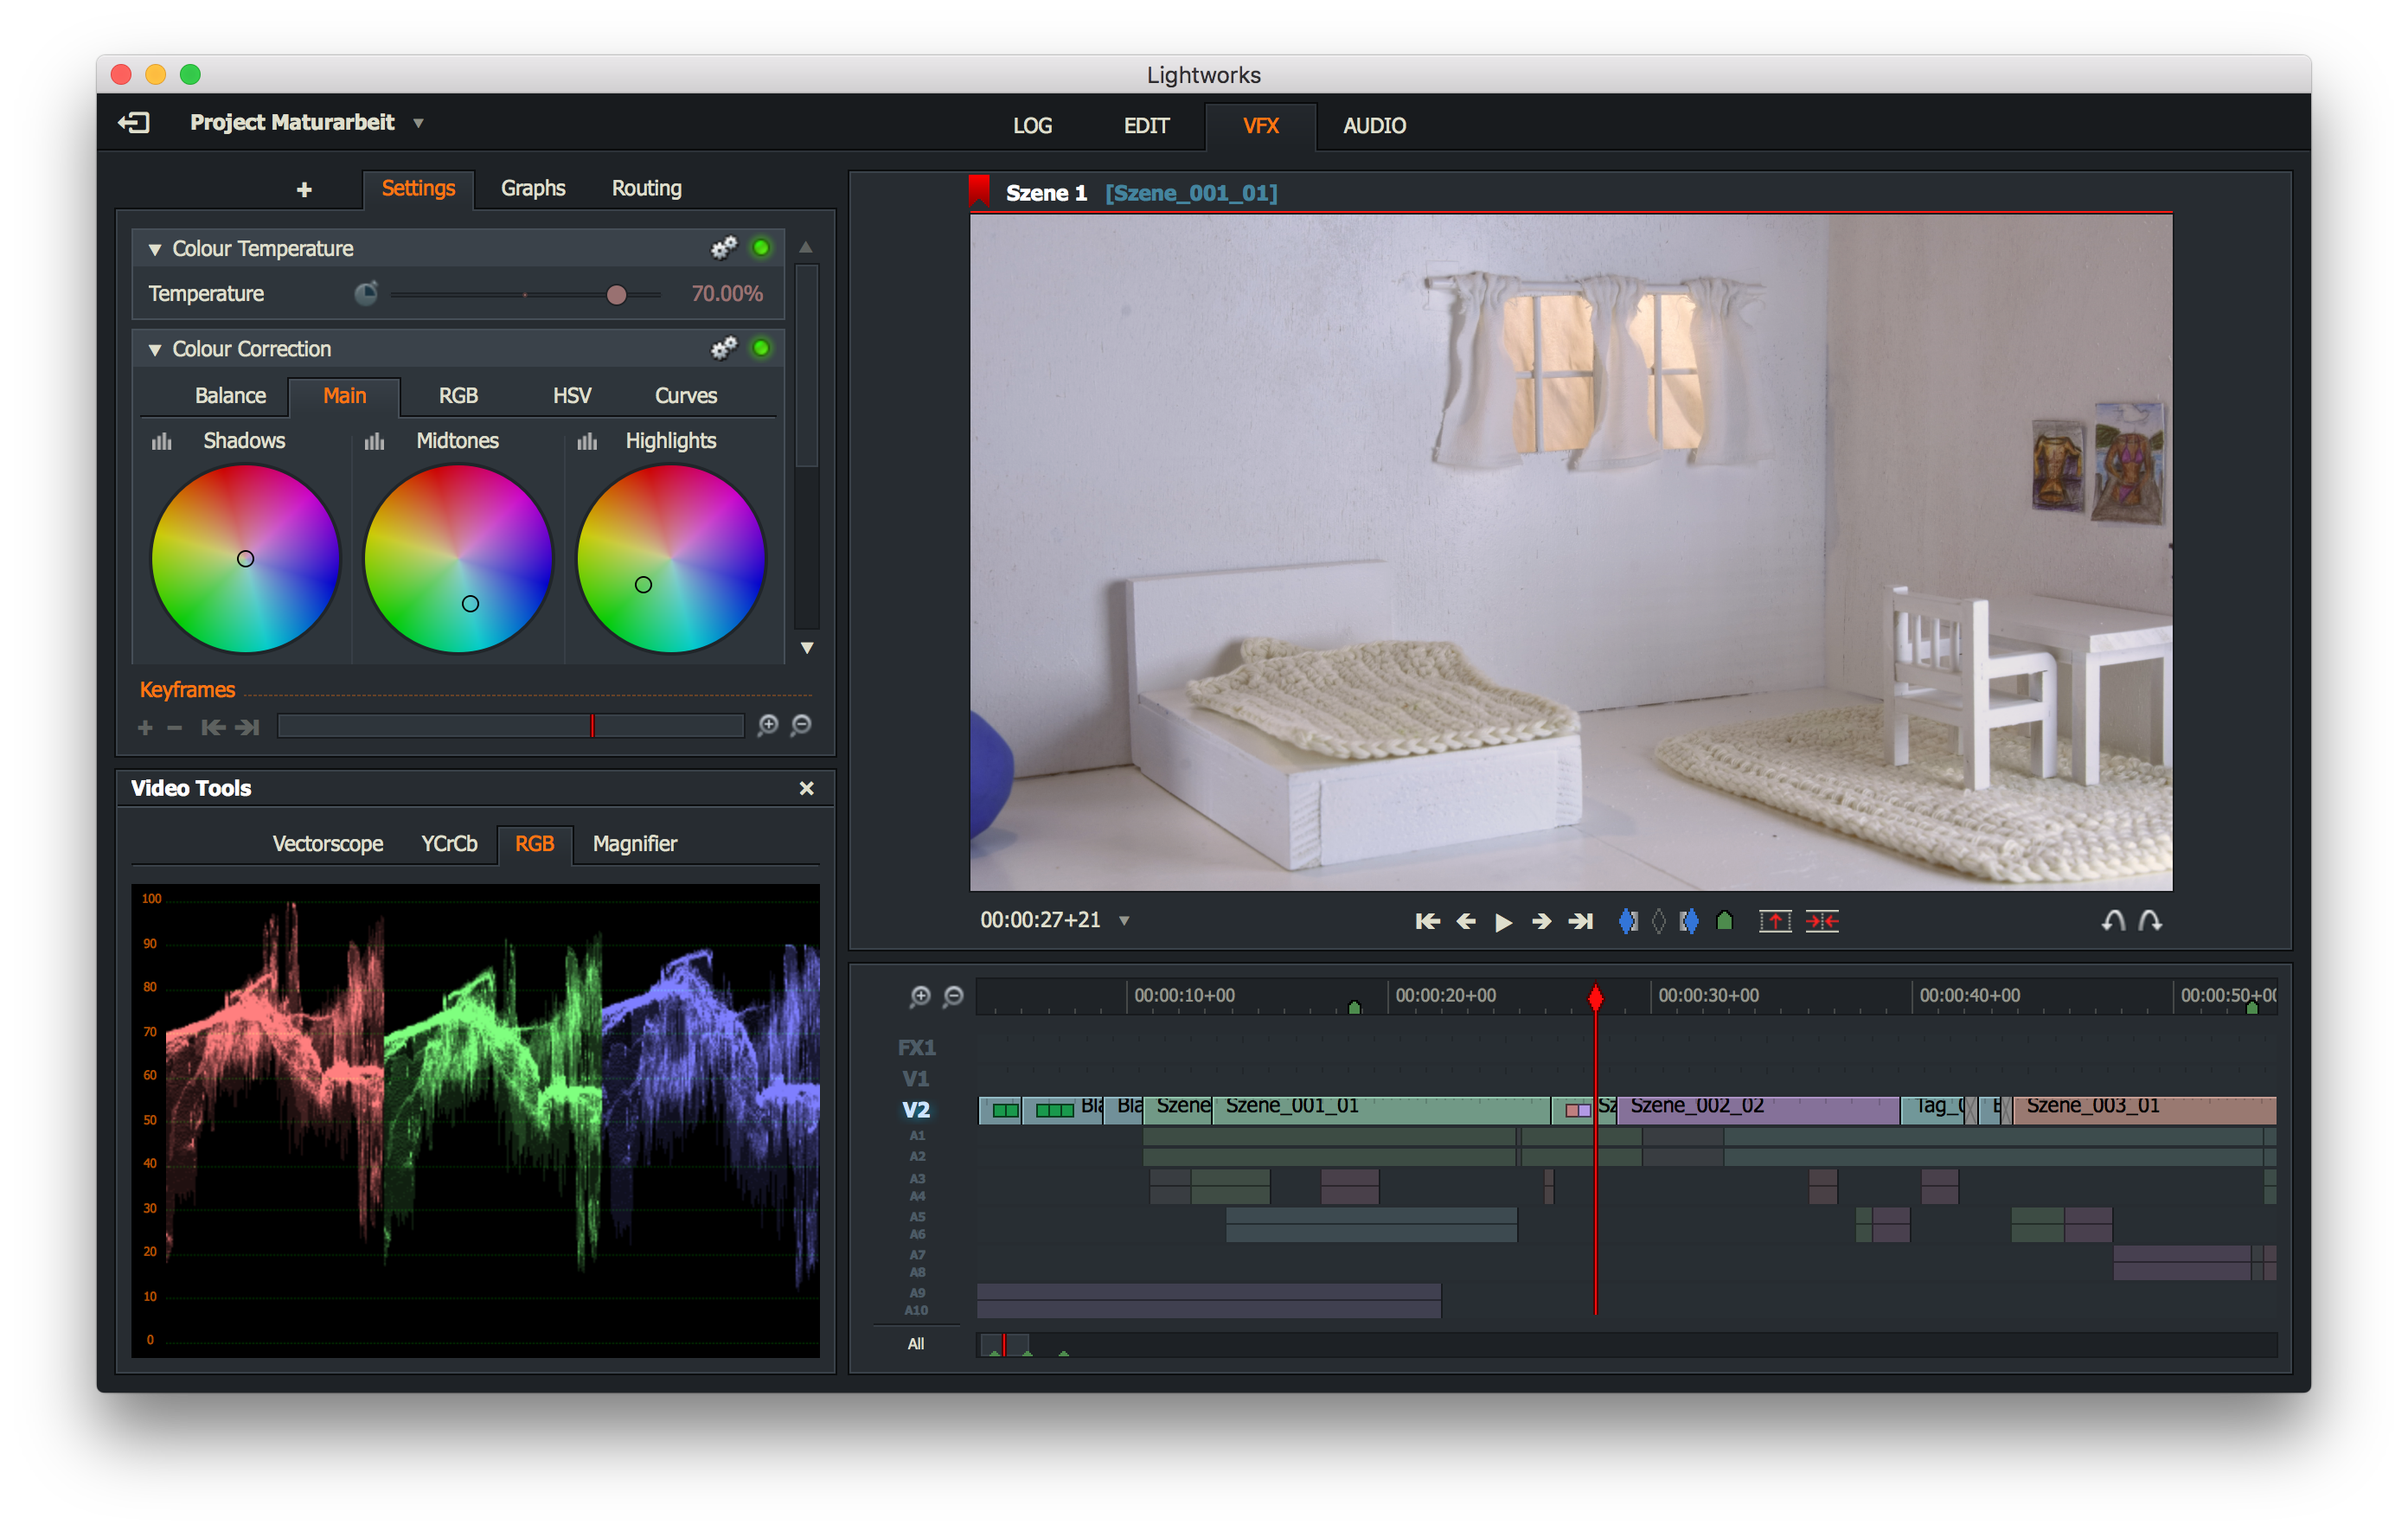 Lightworks
Project Maturarbeit
LOG EDIT VFX AUDIO
Settings Graphs Routing
Colour Temperature
Temperature 70.00%
Colour Correction
Balance Main RGB HSV Curves
Shadows Midtones Highlights
Keyframes
Video Tools
Vectorscope YCrCb RGB Magnifier
100
90
80
70
60
50
40
30
20
10
0
Szene 1 [Szene_001_01]
00:00:27+21
00:00:10+00 00:00:20+00 00:00:30+00 00:00:40+00 00:00:50+00
FX1
V1
V2 Bla Bla Szene Szene_001_01 Sz Szene_002_02 Tag_0 Szene_003_01
A1
A2
A3
A4
A5
A6
A7
A8
A9
A10
All